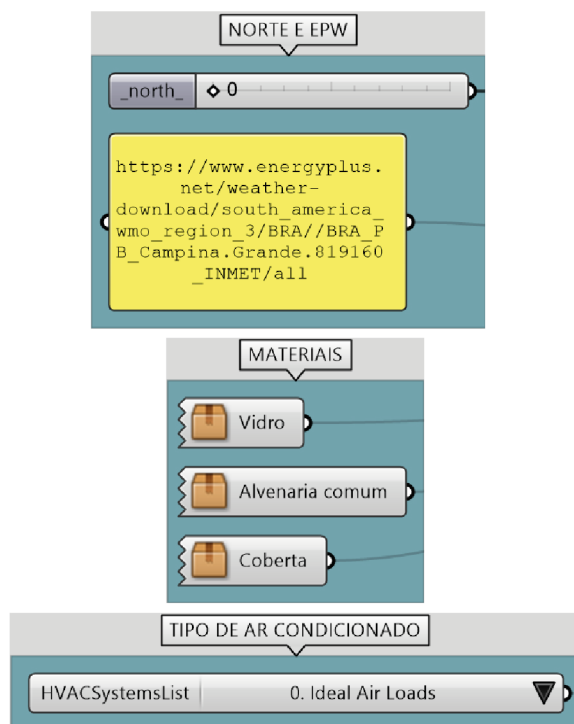 NORTE E EPW
_north_ 0
https://www.energyplus.
net/weather-
download/south_america_
wmo_region_3/BRA//BRA_P
B_Campina.Grande.819160
_INMET/all
MATERIAIS
Vidro
Alvenaria comum
Coberta
TIPO DE AR CONDICIONADO
HVACSystemsList 0. Ideal Air Loads